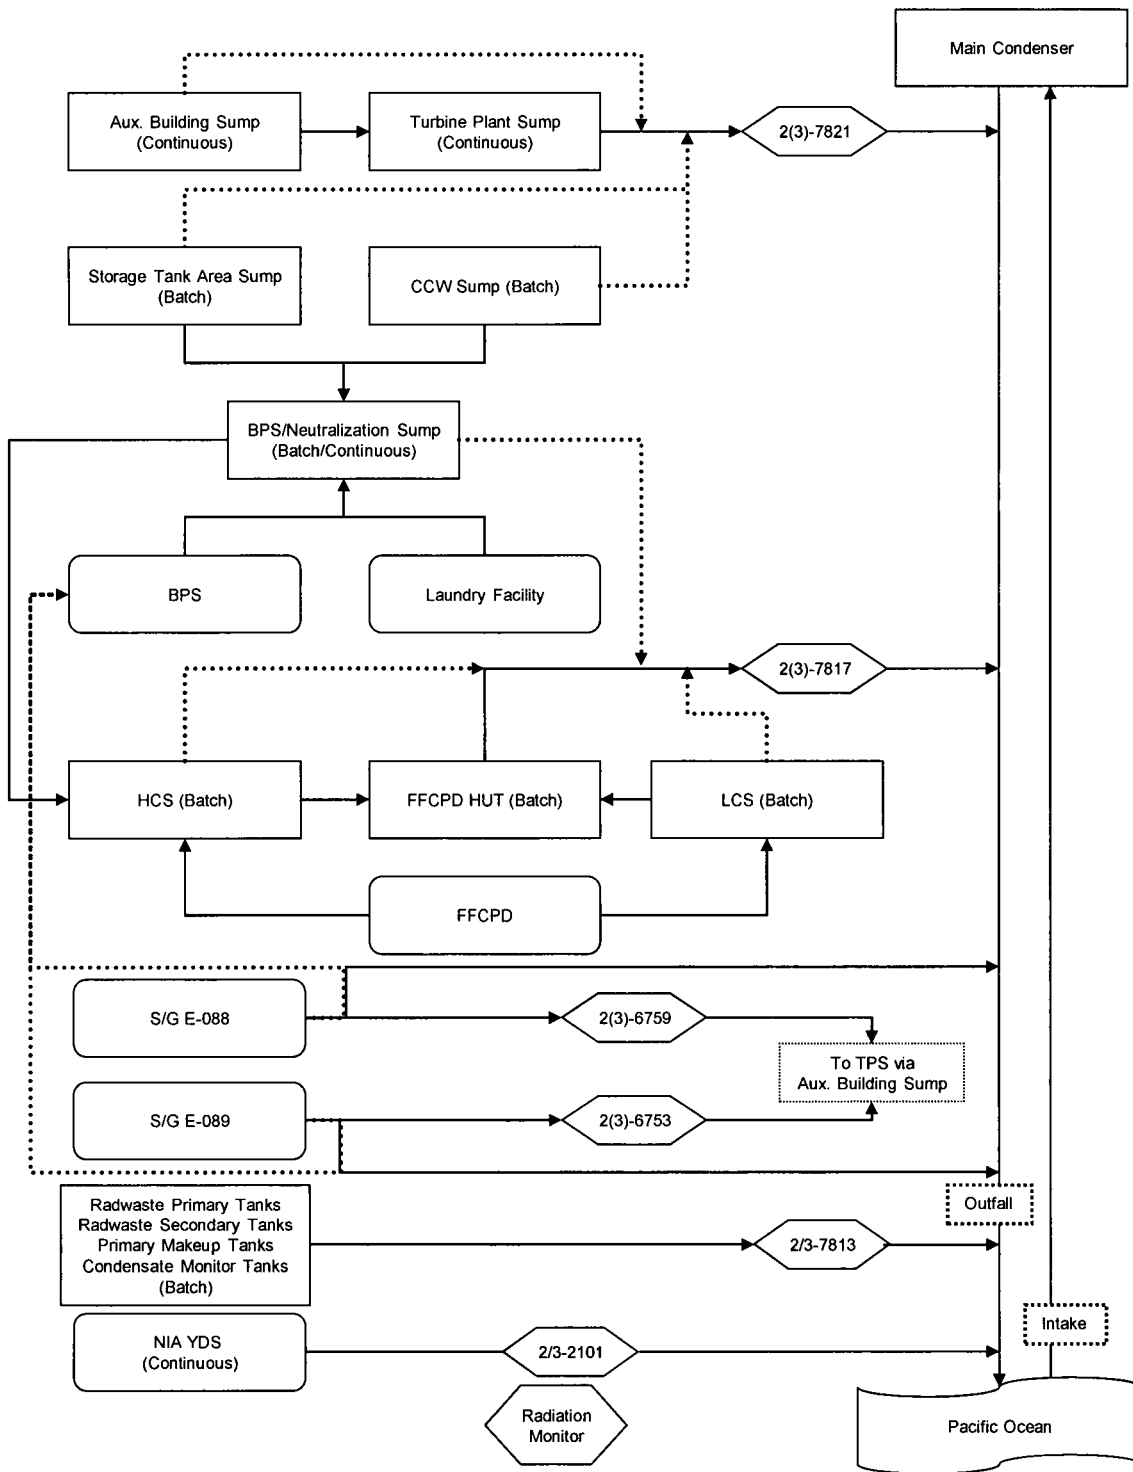 Main Condenser
Aux. Building Sump
(Continuous)
Turbine Plant Sump
(Continuous)
2(3)-7821
Storage Tank Area Sump
(Batch)
CCW Sump (Batch)
BPS/Neutralization Sump
(Batch/Continuous)
BPS
Laundry Facility
2(3)-7817
HCS (Batch)
FFCPD HUT (Batch)
LCS (Batch)
FFCPD
S/G E-088
2(3)-6759
To TPS via
Aux. Building Sump
S/G E-089
2(3)-6753
Radwaste Primary Tanks
Radwaste Secondary Tanks
Primary Makeup Tanks
Condensate Monitor Tanks
(Batch)
Outfall
2/3-7813
Intake
NIA YDS
(Continuous)
2/3-2101
Radiation
Monitor
Pacific Ocean